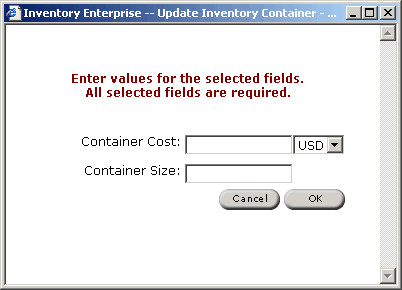 Inventory Enterprise -- Update Inventory Container - ...
Enter values for the selected fields.
All selected fields are required.
Container Cost: USD
Container Size:
Cancel OK